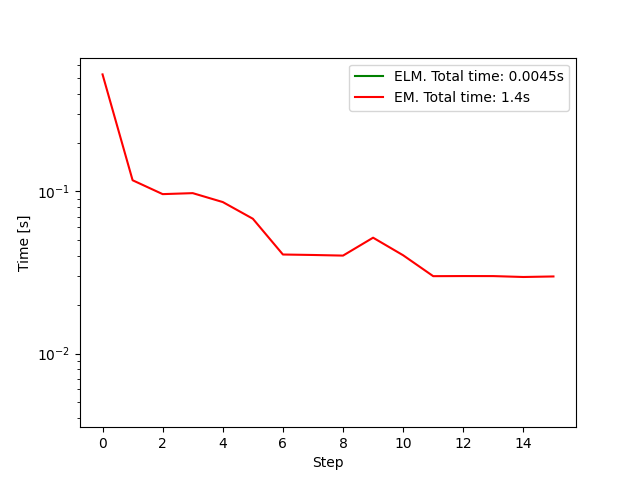 ELM. Total time: 0.0045s
EM. Total time: 1.4s
10⁻¹
10⁻²
Time [s]
0 2 4 6 8 10 12 14
Step